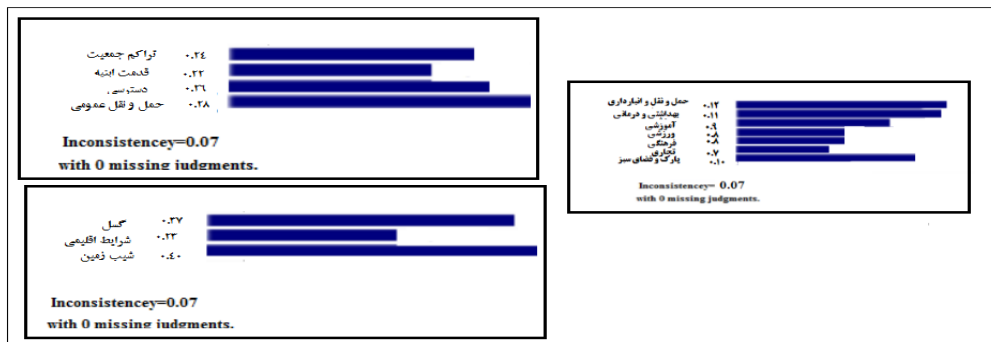 تراکم جمعیت ۰.۲٤
قدمت ابنیه ۰.۲۲
دسترسی ۰.۲٦
حمل و نقل عمومی ۰.۲۸
Inconsistencey=0.07
with 0 missing judgments.
گسل ۰.۳۷
شرایط اقلیمی ۰.۲۳
شیب زمین ۰.٤۰
Inconsistencey=0.07
with 0 missing judgments.
حمل و نقل و انبارداری ۰.۱۲
بهداشتی و درمانی ۰.۱۱
آموزشی ۰.۹
ورزشی ۰.۸
فرهنگی ۰.۸
تجاری ۰.۷
پارک و فضای سبز ۰.۱۰
Inconsistencey= 0.07
with 0 missing judgments.